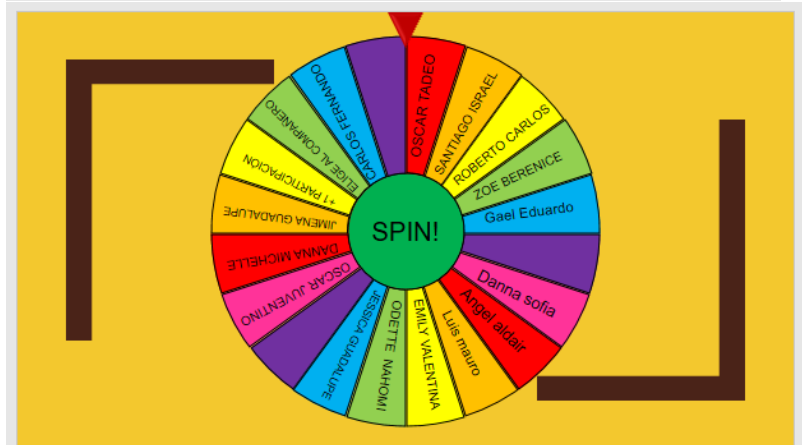 OSCAR TADEO
SANTIAGO ISRAEL
ROBERTO CARLOS
ZOE BERENICE
Gael Eduardo
Danna sofia
Angel aldair
Luis mauro
EMILY VALENTINA
ODETTE NAHOMI
JESSICA GUADALUPE
OSCAR JUVENTINO
DANNA MICHELLE
JIMENA GUADALUPE
+1 PARTICIPACIÓN
ELIGE AL COMPAÑERO
CARLOS FERNANDO
SPIN!